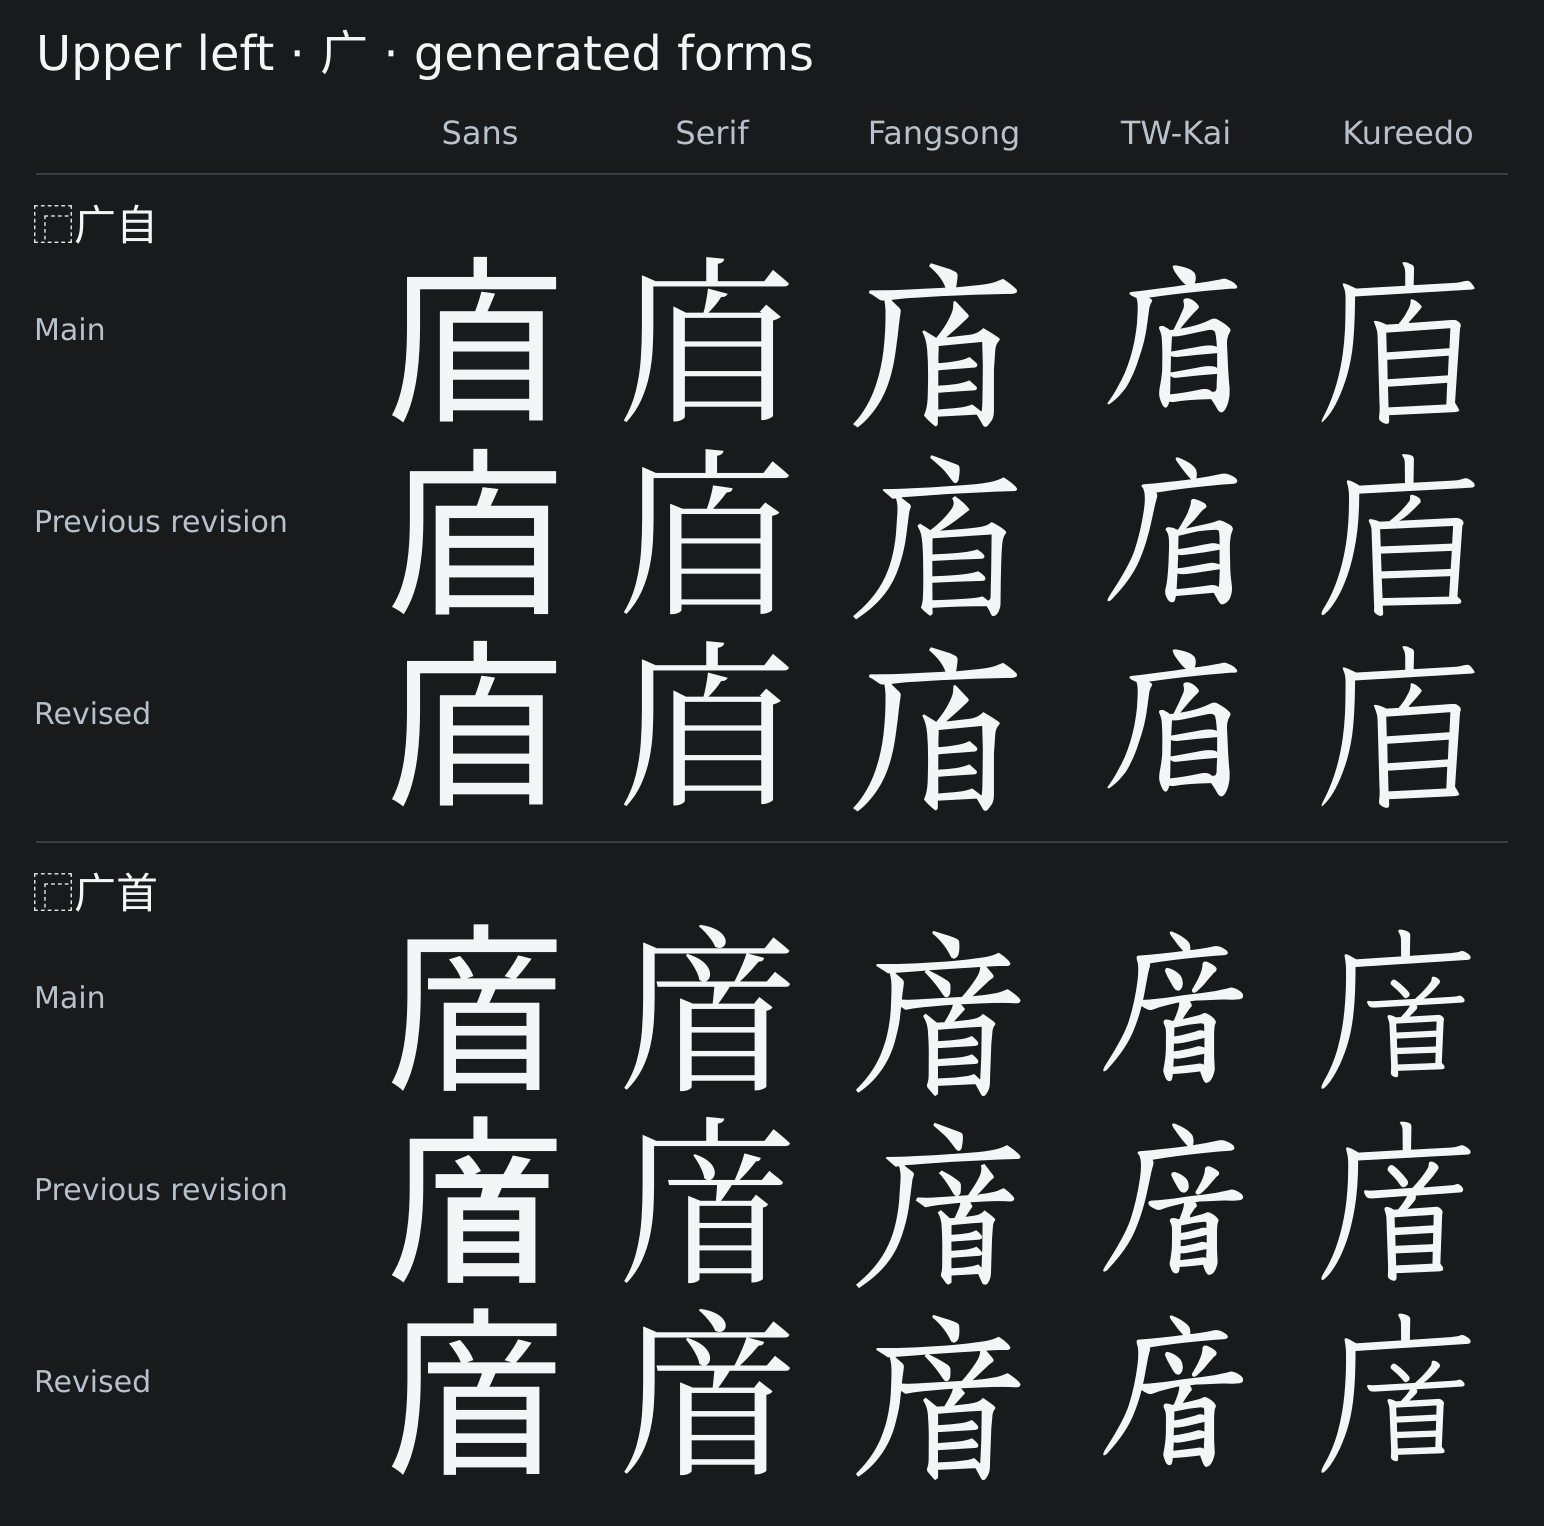 Upper left · 广 · generated forms
Sans Serif Fangsong TW-Kai Kureedo
⿸广自
Main
Previous revision
Revised
⿸广首
Main
Previous revision
Revised